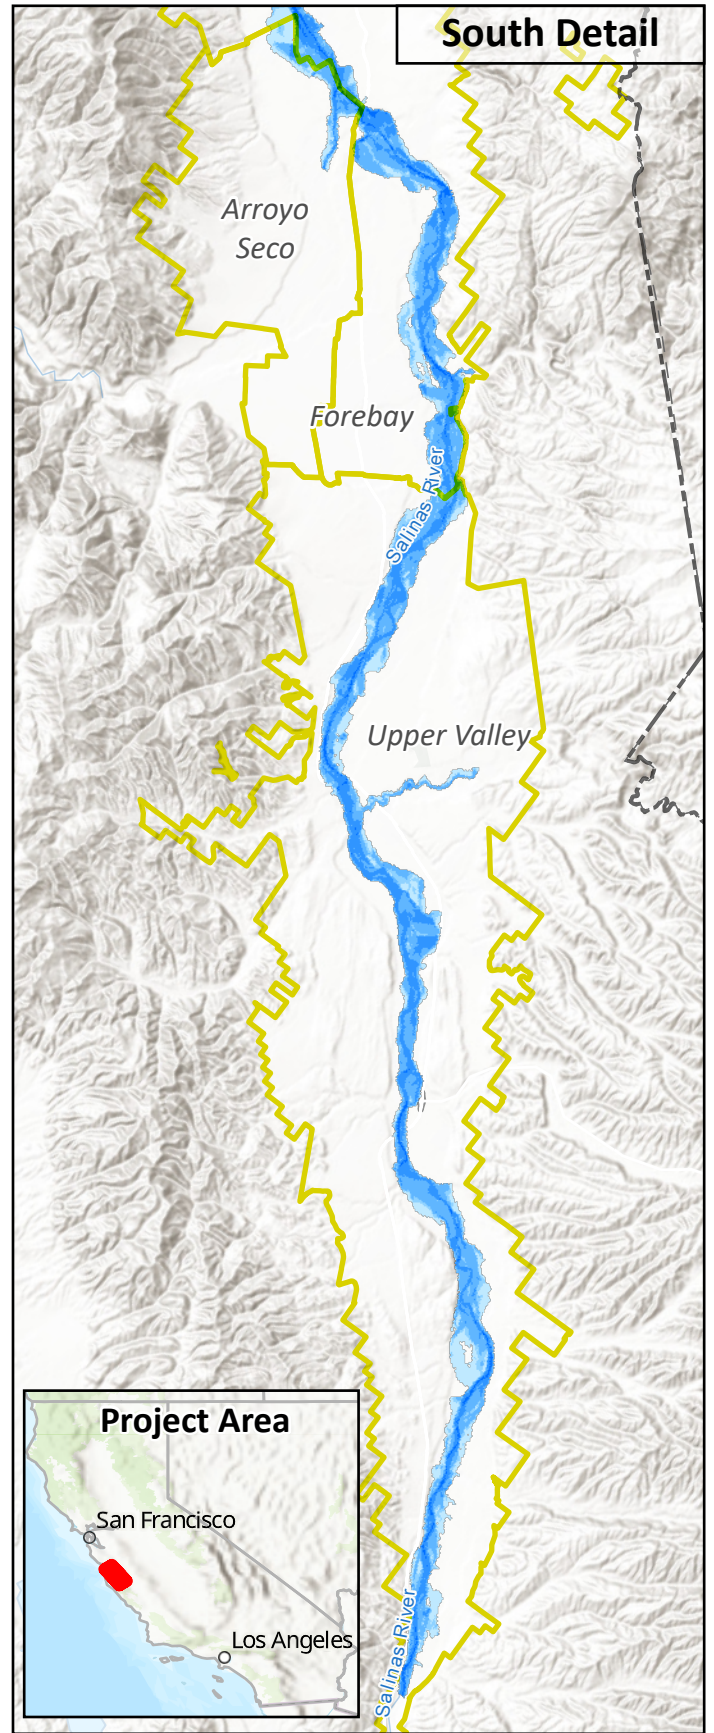 South Detail
Arroyo
Seco
Forebay
Salinas River
Upper Valley
Project Area
San Francisco
Los Angeles
Salinas River